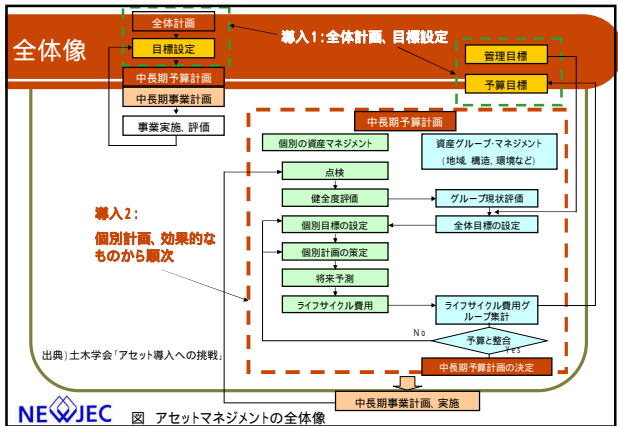 全体像
全体計画
目標設定
中長期予算計画
中長期事業計画
事業実施、評価
導入1:全体計画、目標設定
管理目標
予算目標
中長期予算計画
個別の資産マネジメント
資産グループ・マネジメント
(地域、構造、環境など)
点検
健全度評価
グループ現状評価
個別目標の設定
全体目標の設定
個別計画の策定
将来予測
ライフサイクル費用
ライフサイクル費用グ
ループ集計
予算と整合
No
Yes
中長期予算計画の決定
導入2:
個別計画、効果的な
ものから順次
出典)土木学会「アセット導入への挑戦」
中長期事業計画、実施
NEWJEC
図 アセットマネジメントの全体像